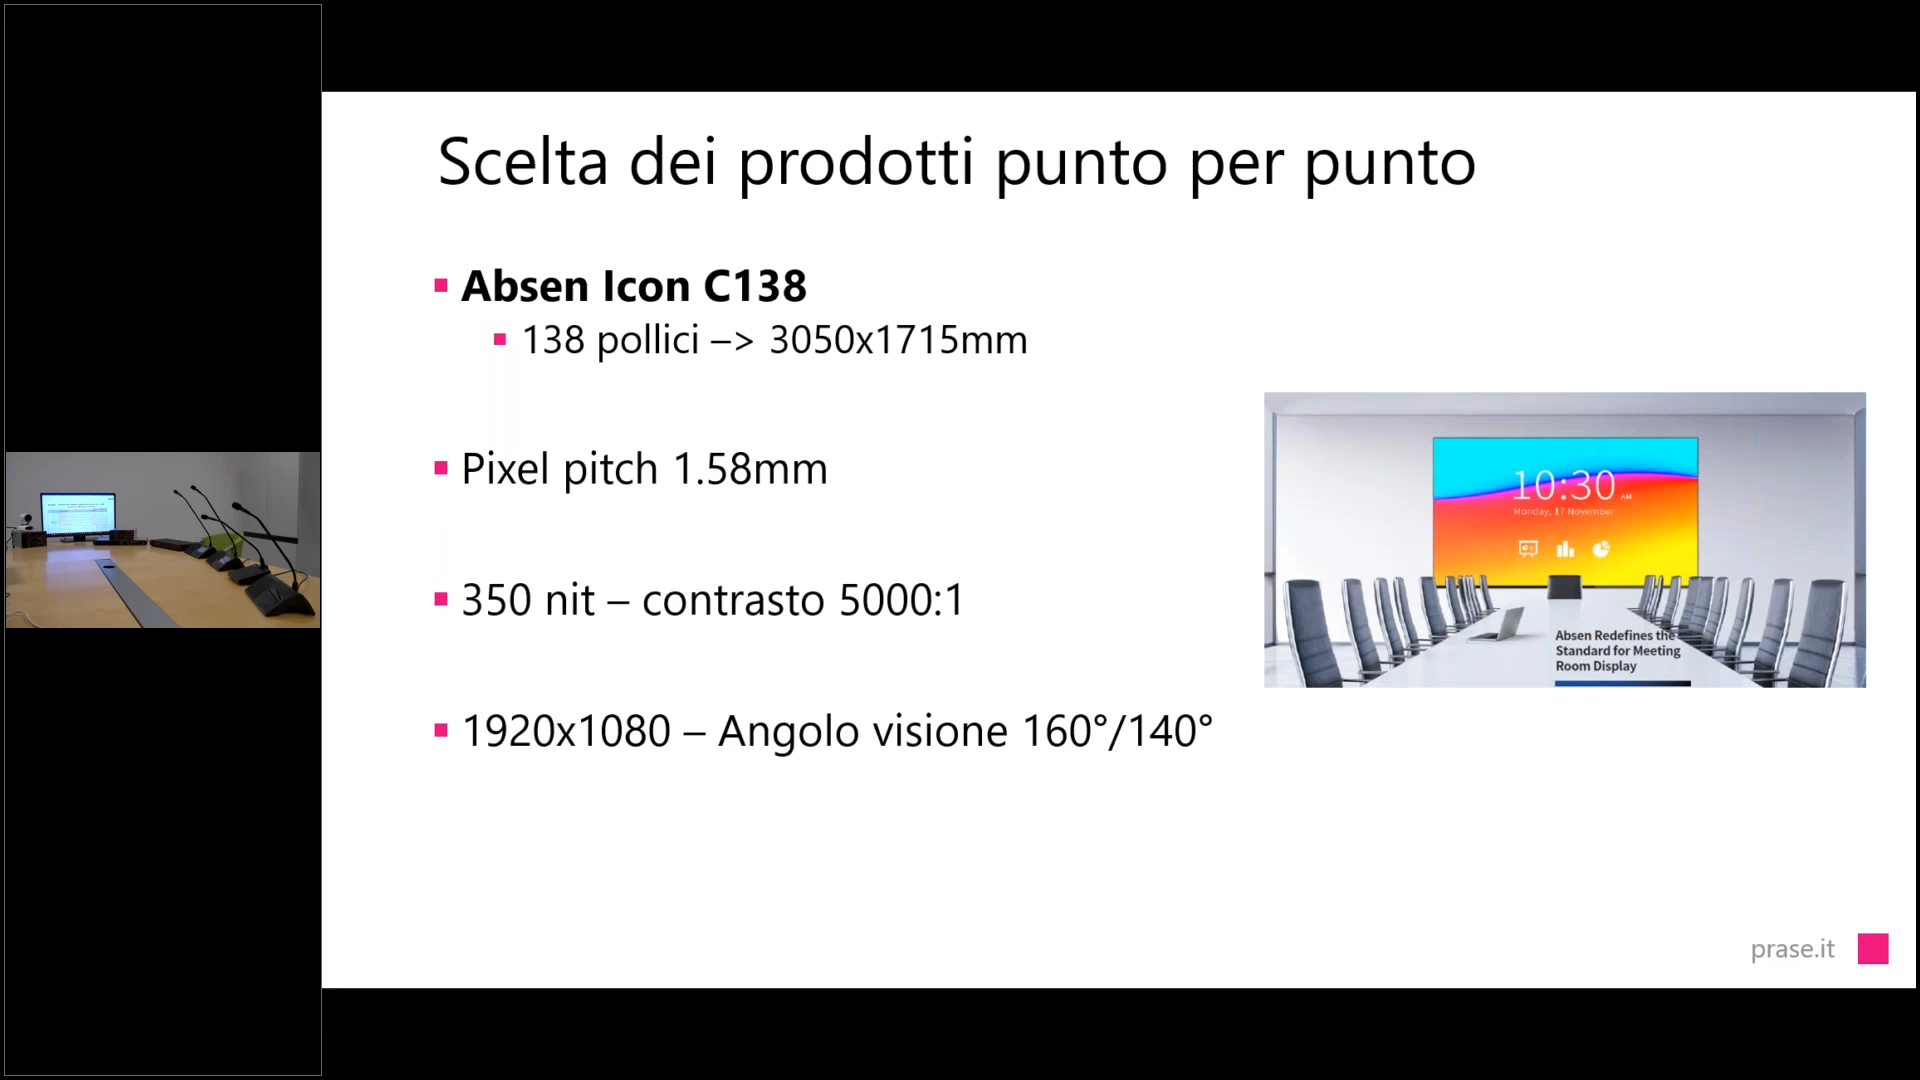 Scelta dei prodotti punto per punto
Absen Icon C138
138 pollici –> 3050x1715mm
Pixel pitch 1.58mm
350 nit – contrasto 5000:1
1920x1080 – Angolo visione 160°/140°
10:30 AM
Monday, 17 November
Absen Redefines the
Standard for Meeting
Room Display
prase.it